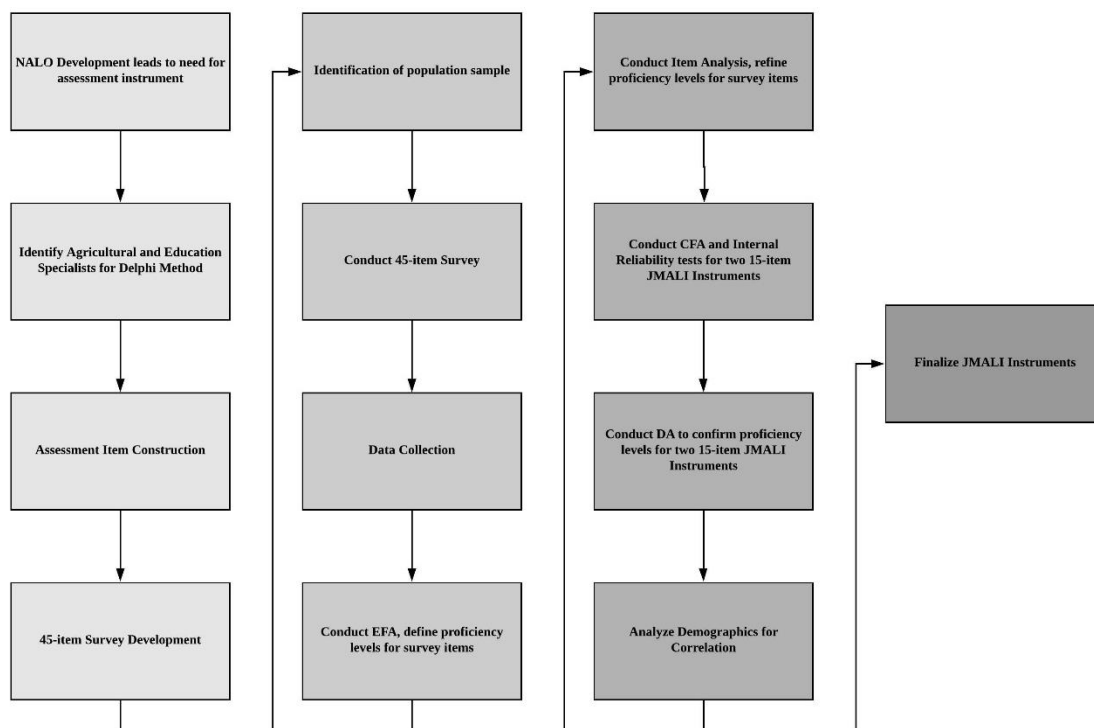 NALO Development leads to need for
assessment instrument
Identify Agricultural and Education
Specialists for Delphi Method
Assessment Item Construction
45-item Survey Development
Identification of population sample
Conduct 45-item Survey
Data Collection
Conduct EFA, define proficiency
levels for survey items
Conduct Item Analysis, refine
proficiency levels for survey items
Conduct CFA and Internal
Reliability tests for two 15-item
JMALI Instruments
Conduct DA to confirm proficiency
levels for two 15-item JMALI
Instruments
Analyze Demographics for
Correlation
Finalize JMALI Instruments